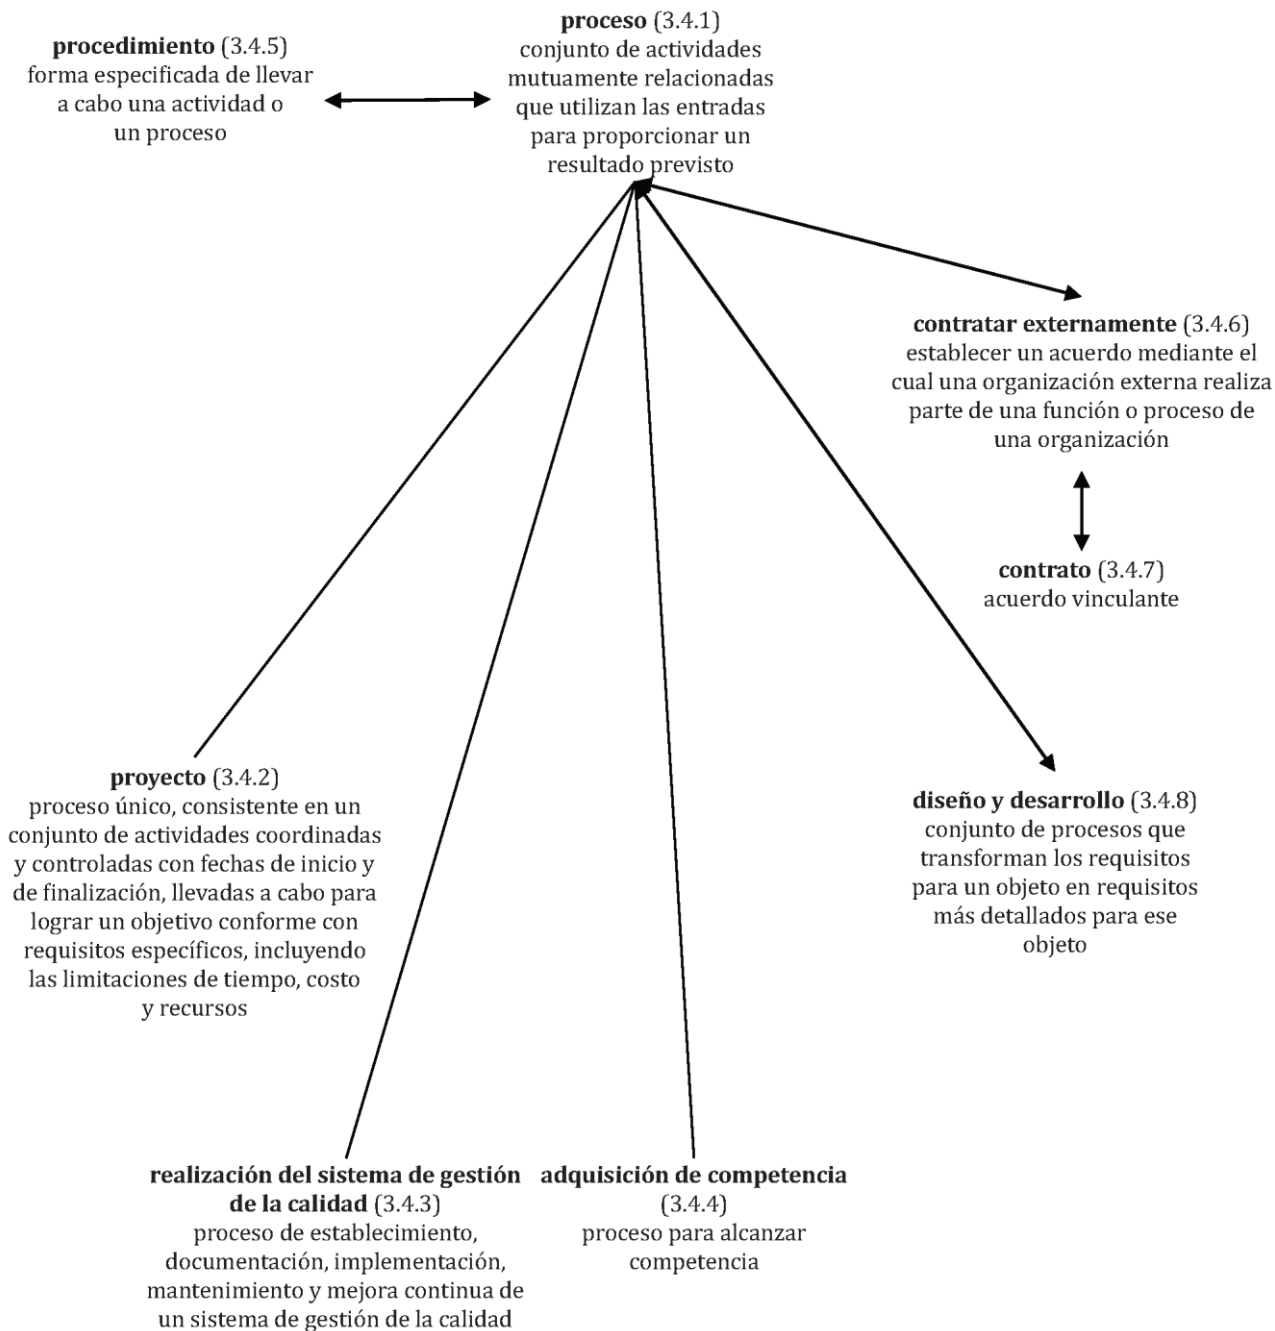 proceso (3.4.1)
conjunto de actividades
mutuamente relacionadas
que utilizan las entradas
para proporcionar un
resultado previsto
procedimiento (3.4.5)
forma especificada de llevar
a cabo una actividad o
un proceso
contratar externamente (3.4.6)
establecer un acuerdo mediante el
cual una organización externa realiza
parte de una función o proceso de
una organización
contrato (3.4.7)
acuerdo vinculante
proyecto (3.4.2)
proceso único, consistente en un
conjunto de actividades coordinadas
y controladas con fechas de inicio y
de finalización, llevadas a cabo para
lograr un objetivo conforme con
requisitos específicos, incluyendo
las limitaciones de tiempo, costo
y recursos
diseño y desarrollo (3.4.8)
conjunto de procesos que
transforman los requisitos
para un objeto en requisitos
más detallados para ese
objeto
realización del sistema de gestión
de la calidad (3.4.3)
proceso de establecimiento,
documentación, implementación,
mantenimiento y mejora continua de
un sistema de gestión de la calidad
adquisición de competencia
(3.4.4)
proceso para alcanzar
competencia